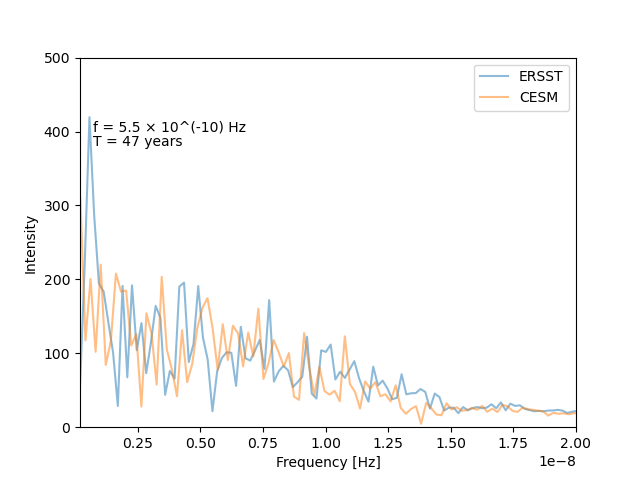 500
400
300
200
100
0
Intensity
ERSST
CESM
f = 5.5 × 10^(-10) Hz
T = 47 years
0.25 0.50 0.75 1.00 1.25 1.50 1.75 2.00
1e−8
Frequency [Hz]